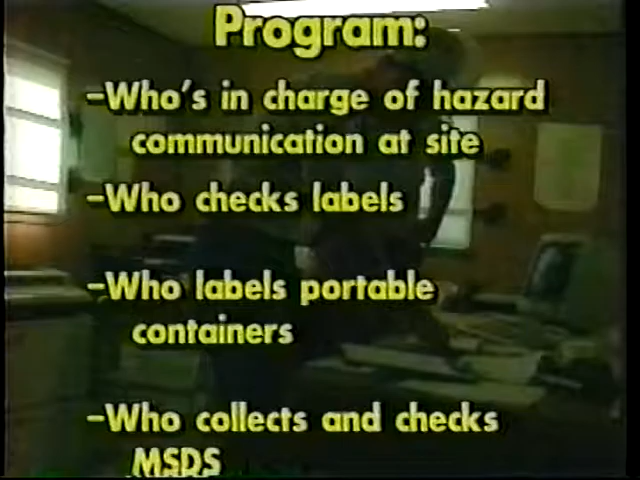 Program:
-Who's in charge of hazard
communication at site
-Who checks labels
-Who labels portable
containers
-Who collects and checks
MSDS